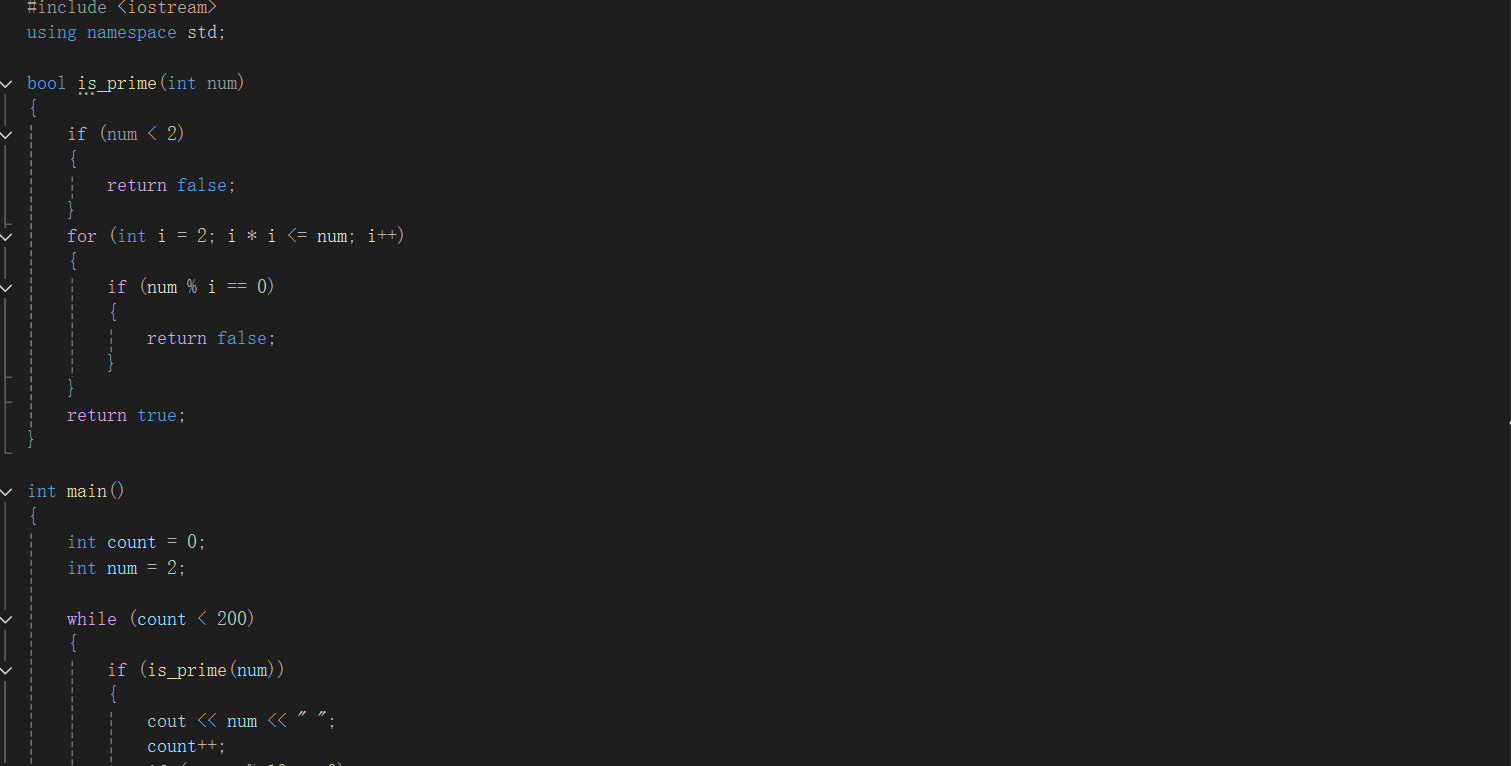 #include <iostream>
using namespace std;
bool is_prime(int num)
{
if (num < 2)
{
return false;
}
for (int i = 2; i * i <= num; i++)
{
if (num % i == 0)
{
return false;
}
}
return true;
}
int main()
{
int count = 0;
int num = 2;
while (count < 200)
{
if (is_prime(num))
{
cout << num << " ";
count++;